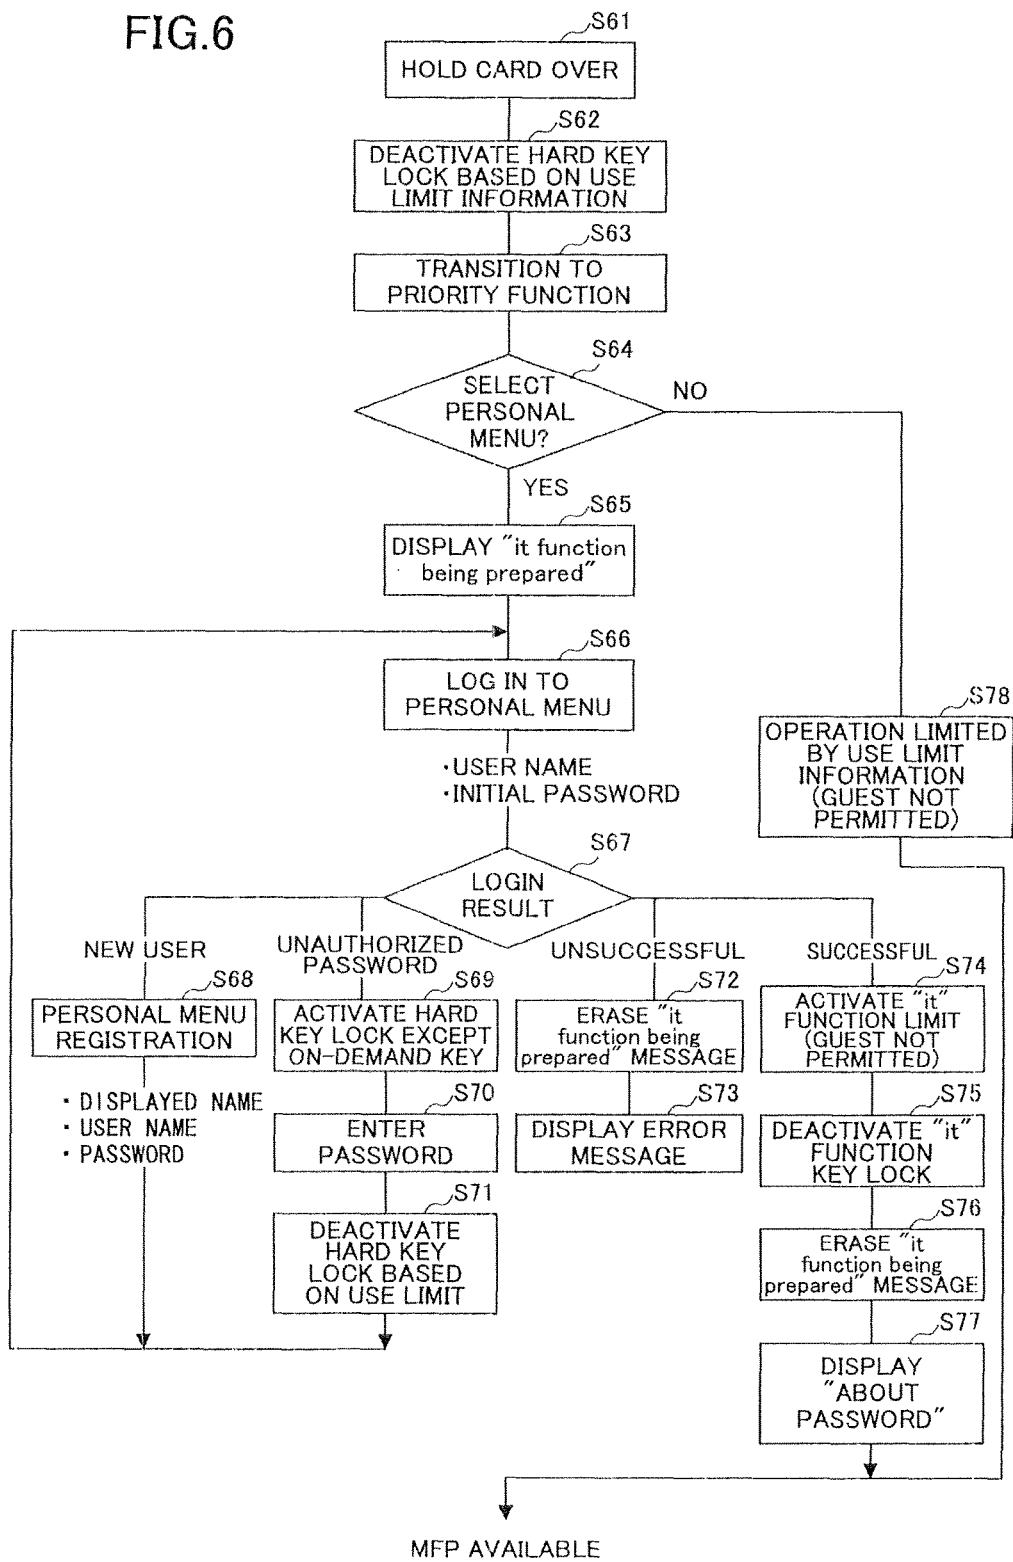 FIG.6
S61
HOLD CARD OVER
S62
DEACTIVATE HARD KEY
LOCK BASED ON USE
LIMIT INFORMATION
S63
TRANSITION TO
PRIORITY FUNCTION
S64
SELECT
PERSONAL
MENU?
NO
YES
S65
DISPLAY "it function
being prepared"
S66
LOG IN TO
PERSONAL MENU
・USER NAME
・INITIAL PASSWORD
S78
OPERATION LIMITED
BY USE LIMIT
INFORMATION
(GUEST NOT
PERMITTED)
S67
LOGIN
RESULT
NEW USER
S68
PERSONAL MENU
REGISTRATION
・DISPLAYED NAME
・USER NAME
・PASSWORD
UNAUTHORIZED
PASSWORD
S69
ACTIVATE HARD
KEY LOCK EXCEPT
ON-DEMAND KEY
S70
ENTER
PASSWORD
S71
DEACTIVATE
HARD KEY
LOCK BASED
ON USE LIMIT
UNSUCCESSFUL
S72
ERASE "it
function being
prepared" MESSAGE
S73
DISPLAY ERROR
MESSAGE
SUCCESSFUL
S74
ACTIVATE "it"
FUNCTION LIMIT
(GUEST NOT
PERMITTED)
S75
DEACTIVATE "it"
FUNCTION
KEY LOCK
S76
ERASE "it
function being
prepared" MESSAGE
S77
DISPLAY
"ABOUT
PASSWORD"
MFP AVAILABLE